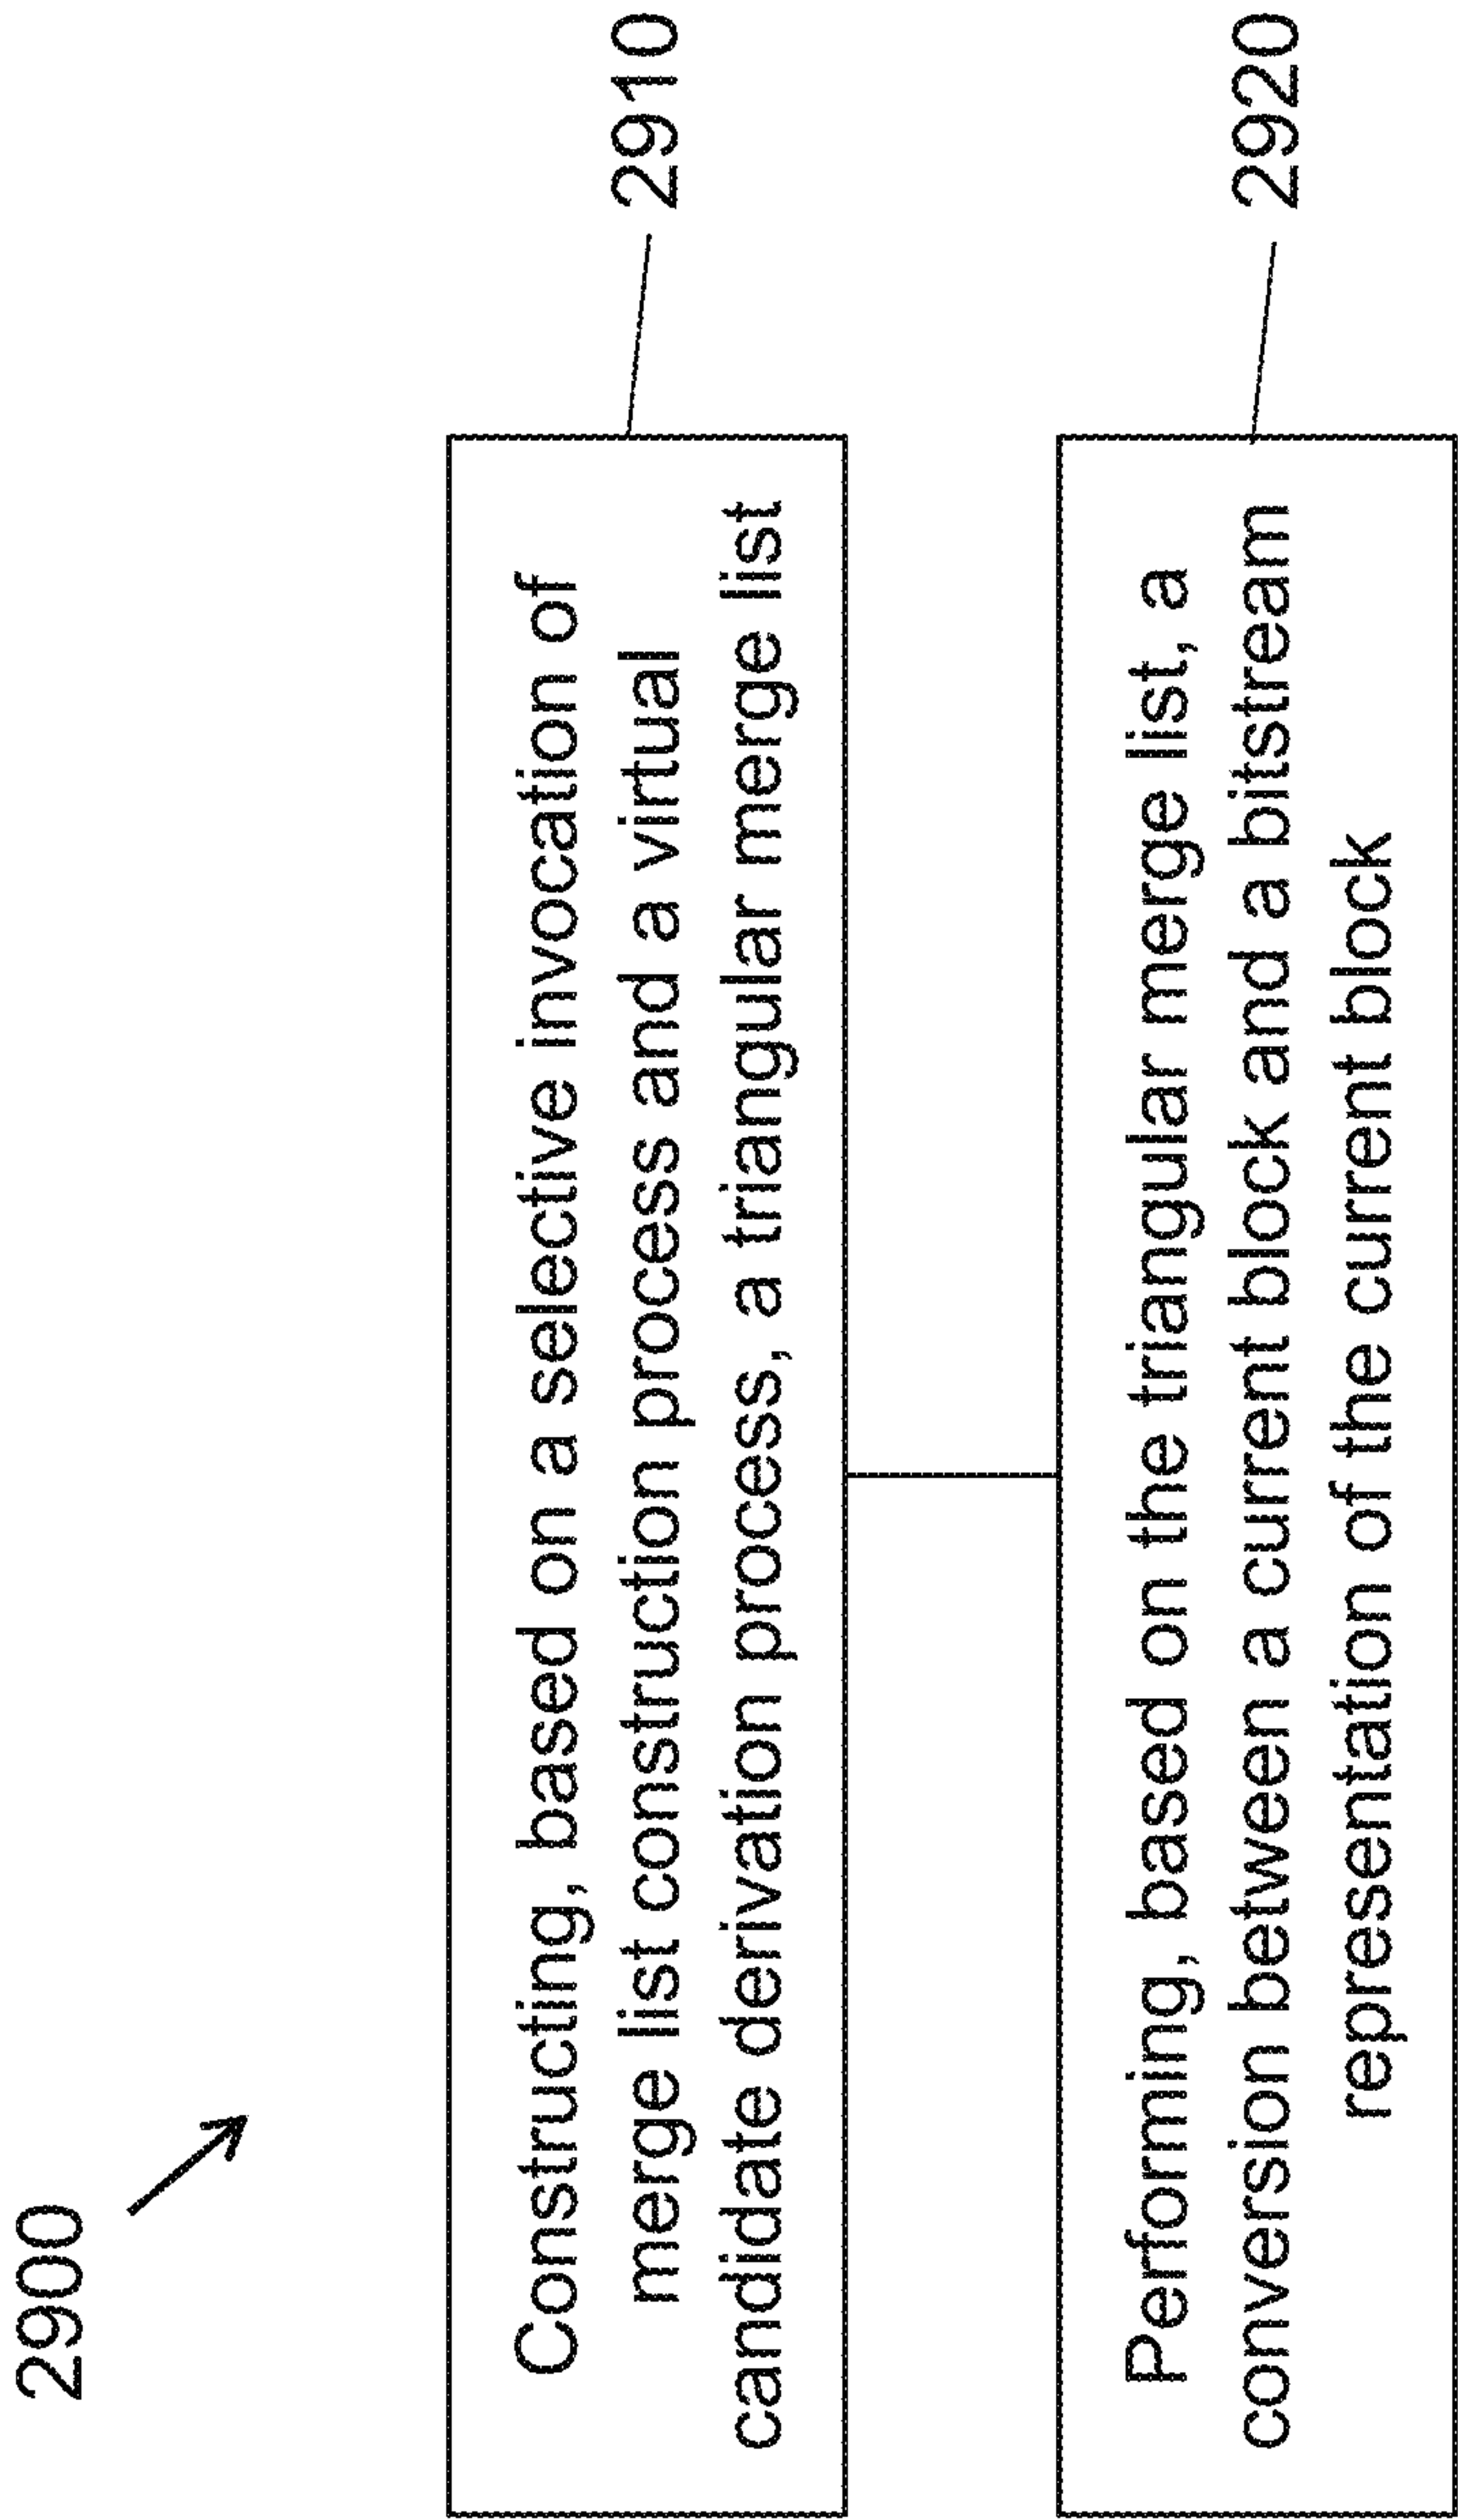 2900
Constructing, based on a selective invocation of
merge list construction process and a virtual
candidate derivation process, a triangular merge list
2910
Performing, based on the triangular merge list, a
conversion between a current block and a bitstream
representation of the current block
2920